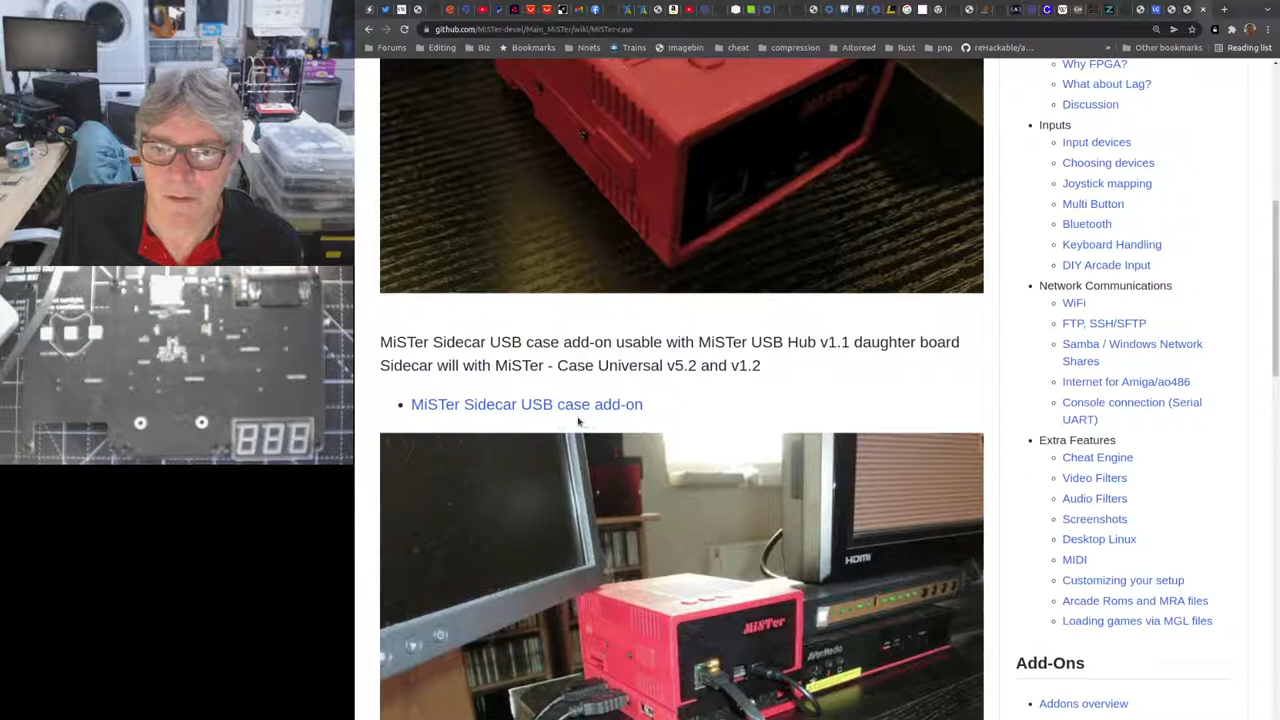 github.com/MiSTer-devel/Main_MiSTer/wiki/MiSTer-case
Forums
Editing
Biz
Nnets
Bookmarks
Trains
Imagebin
cheat
compression
AItoread
Rust
pnp
reHackable/a...
»
Other bookmarks
Reading list
MiSTer
MiSTer Sidecar USB case add-on usable with MiSTer USB Hub v1.1 daughter board
Sidecar will with MiSTer - Case Universal v5.2 and v1.2
MiSTer Sidecar USB case add-on
HDMI
MiSTer
AVerMedia
888
Why FPGA?
What about Lag?
Discussion
Inputs
Input devices
Choosing devices
Joystick mapping
Multi Button
Bluetooth
Keyboard Handling
DIY Arcade Input
Network Communications
WiFi
FTP, SSH/SFTP
Samba / Windows Network
Shares
Internet for Amiga/ao486
Console connection (Serial
UART)
Extra Features
Cheat Engine
Video Filters
Audio Filters
Screenshots
Desktop Linux
MIDI
Customizing your setup
Arcade Roms and MRA files
Loading games via MGL files
Add-Ons
Addons overview